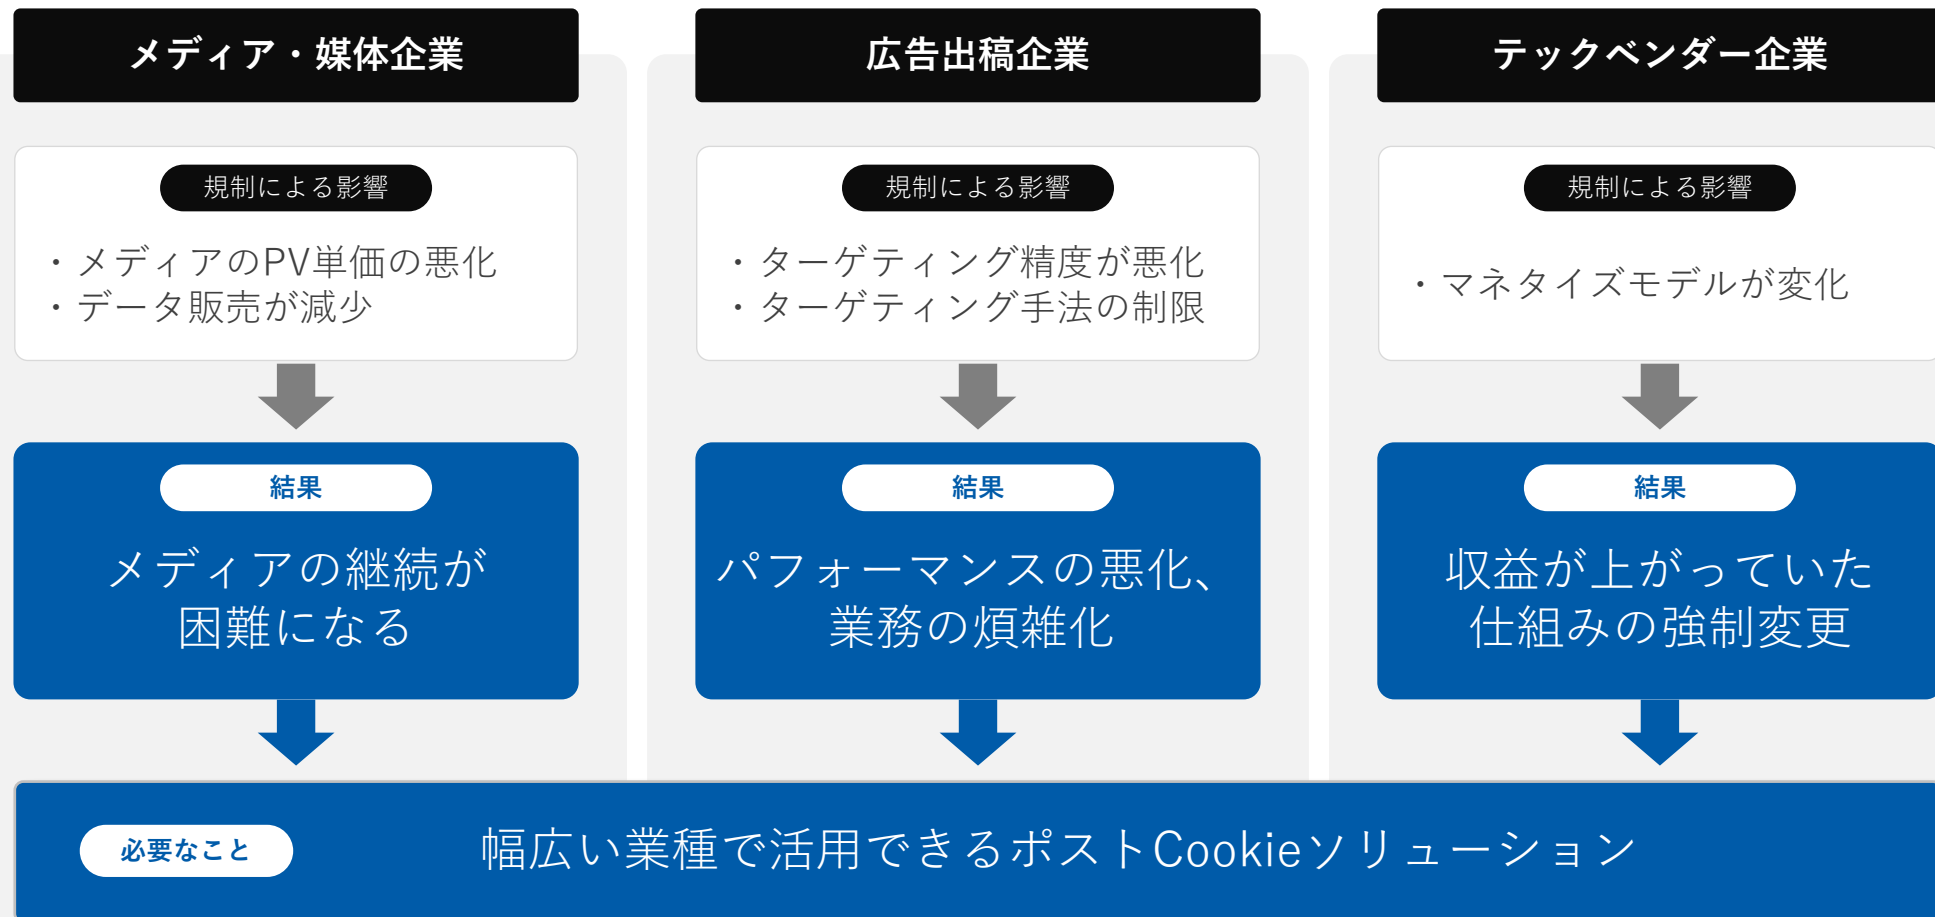 メディア・媒体企業
規制による影響
・メディアのPV単価の悪化
・データ販売が減少
結果
メディアの継続が
困難になる
広告出稿企業
規制による影響
・ターゲティング精度が悪化
・ターゲティング手法の制限
結果
パフォーマンスの悪化、
業務の煩雑化
テックベンダー企業
規制による影響
・マネタイズモデルが変化
結果
収益が上がっていた
仕組みの強制変更
必要なこと
幅広い業種で活用できるポストCookieソリューション